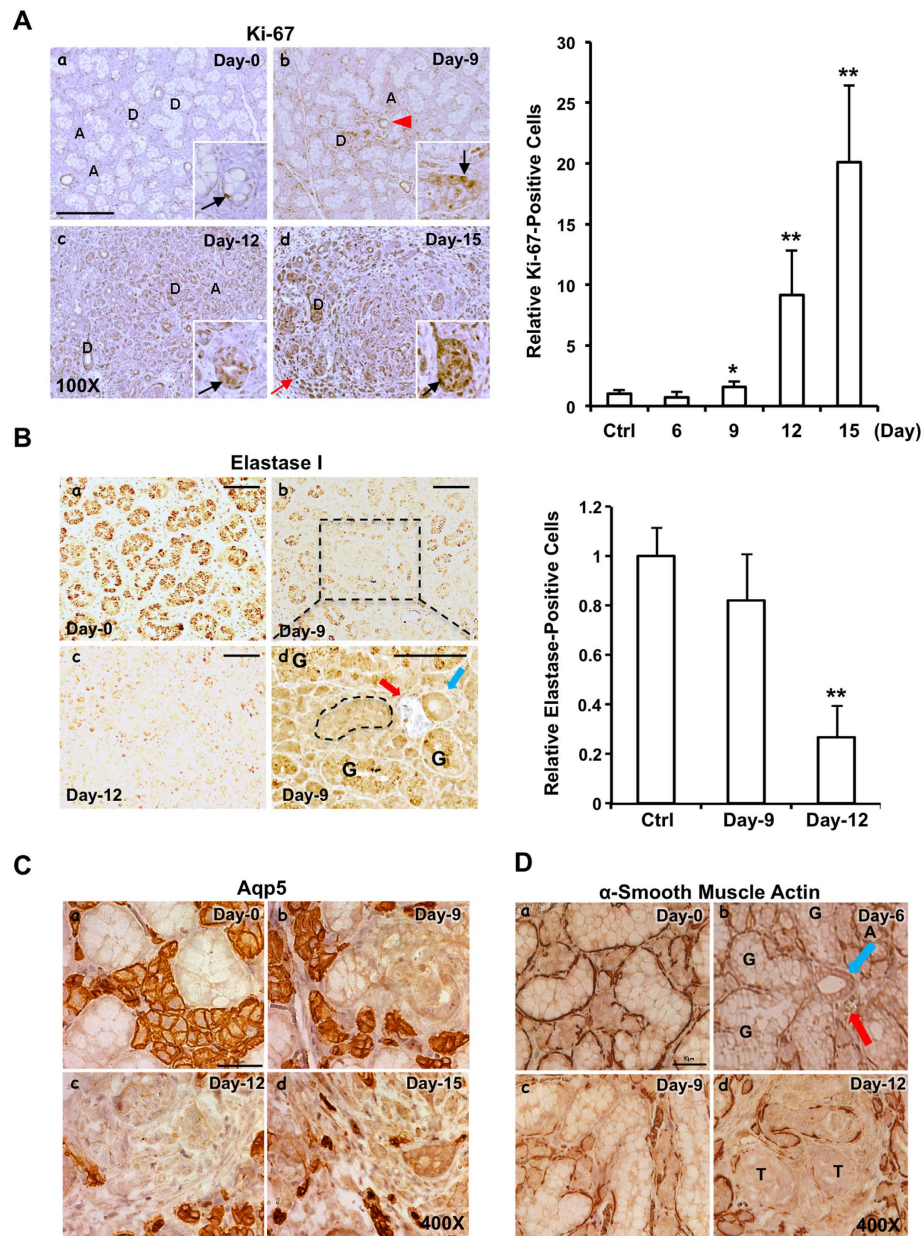 A
Ki-67
a
Day-0
D
D
A
A
b
Day-9
A
D
c
Day-12
D
A
D
100X
d
Day-15
D
Relative Ki-67-Positive Cells
30
25
20
15
10
5
0
*
**
**
Ctrl 6 9 12 15 (Day)
B
Elastase I
a
Day-0
b
Day-9
c
Day-12
d
G
G
G
Day-9
Relative Elastase-Positive Cells
1.2
1
0.8
0.6
0.4
0.2
0
**
Ctrl Day-9 Day-12
C
Aqp5
a
Day-0
b
Day-9
c
Day-12
d
Day-15
400X
D
α-Smooth Muscle Actin
a
Day-0
b
G
Day-6
A
G
G
c
Day-9
d
Day-12
T
T
400X